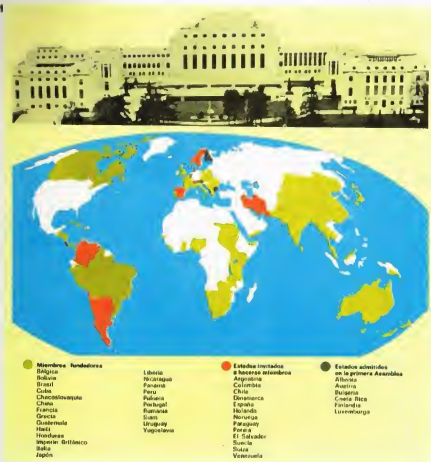 Miembros fundadores
Bélgica
Bolivia
Brasil
Cuba
Checoslovaquia
China
Francia
Grecia
Guatemala
Haití
Honduras
Imperio Británico
Italia
Japón
Liberia
Nicaragua
Panamá
Perú
Polonia
Portugal
Rumania
Siam
Uruguay
Yugoslavia
Estados invitados
a hacerse miembros
Argentina
Colombia
Chile
Dinamarca
España
Holanda
Noruega
Paraguay
Persia
El Salvador
Suecia
Suiza
Venezuela
Estados admitidos
en la primera Asamblea
Albania
Austria
Bulgaria
Costa Rica
Finlandia
Luxemburgo